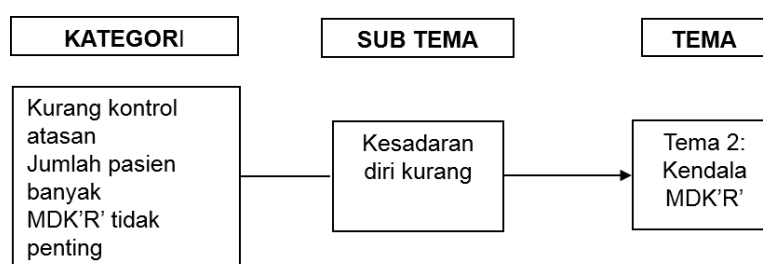 KATEGORI
SUB TEMA
TEMA
Kurang kontrol
atasan
Jumlah pasien
banyak
MDK'R' tidak
penting
Kesadaran
diri kurang
Tema 2:
Kendala
MDK'R'